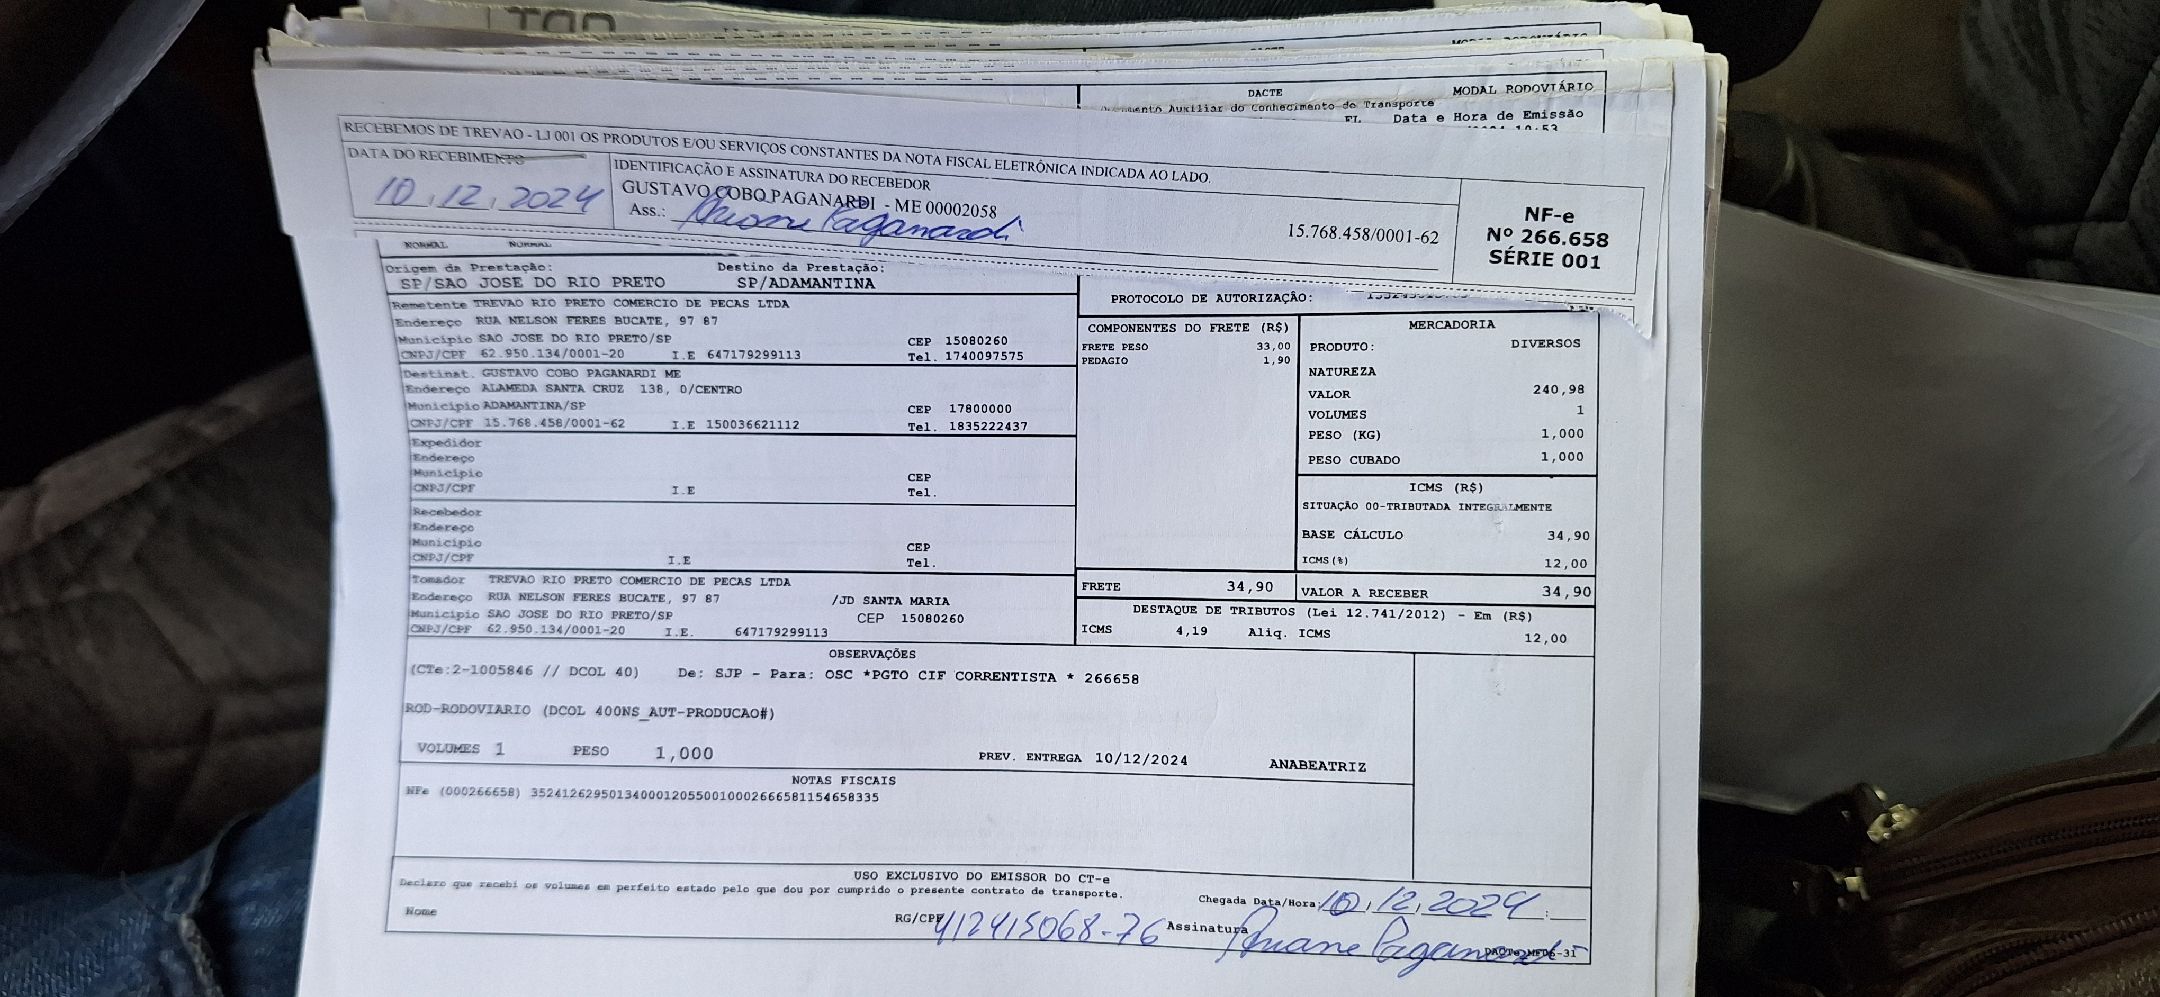 DACTE
MODAL RODOVIÁRIO
Auxiliar do Conhecimento de Transporte
FL Data e Hora de Emissão
RECEBEMOS DE TREVAO - LJ 001 OS PRODUTOS E/OU SERVIÇOS CONSTANTES DA NOTA FISCAL ELETRÔNICA INDICADA AO LADO.
DATA DO RECEBIMENTO
10.12.2024
IDENTIFICAÇÃO E ASSINATURA DO RECEBEDOR
GUSTAVO COBO PAGANARDI - ME 00002058
Ass.: Paganardi
15.768.458/0001-62
NF-e
Nº 266.658
SÉRIE 001
NORMAL NORMAL
Origem da Prestação: Destino da Prestação:
SP/SAO JOSE DO RIO PRETO SP/ADAMANTINA
PROTOCOLO DE AUTORIZAÇÃO:
Remetente TREVAO RIO PRETO COMERCIO DE PECAS LTDA
Endereço RUA NELSON FERES BUCATE, 97 87
Município SAO JOSE DO RIO PRETO/SP CEP 15080260
CNPJ/CPF 62.950.134/0001-20 I.E 647179299113 Tel. 1740097575
Destinat. GUSTAVO COBO PAGANARDI ME
Endereço ALAMEDA SANTA CRUZ 138, 0/CENTRO
Município ADAMANTINA/SP CEP 17800000
CNPJ/CPF 15.768.458/0001-62 I.E 150036621112 Tel. 1835222437
Expedidor
Endereço
Município CEP
CNPJ/CPF I.E Tel.
Recebedor
Endereço
Município CEP
CNPJ/CPF I.E Tel.
Tomador TREVAO RIO PRETO COMERCIO DE PECAS LTDA
Endereço RUA NELSON FERES BUCATE, 97 87 /JD SANTA MARIA
Município SAO JOSE DO RIO PRETO/SP CEP 15080260
CNPJ/CPF 62.950.134/0001-20 I.E. 647179299113
COMPONENTES DO FRETE (R$)
FRETE PESO 33,00
PEDAGIO 1,90
MERCADORIA
PRODUTO: DIVERSOS
NATUREZA
VALOR 240,98
VOLUMES 1
PESO (KG) 1,000
PESO CUBADO 1,000
ICMS (R$)
SITUAÇÃO 00-TRIBUTADA INTEGRALMENTE
BASE CÁLCULO 34,90
ICMS(%) 12,00
FRETE 34,90 VALOR A RECEBER 34,90
DESTAQUE DE TRIBUTOS (Lei 12.741/2012) - Em (R$)
ICMS 4,19 Aliq. ICMS 12,00
OBSERVAÇÕES
(CTe:2-1005846 // DCOL 40) De: SJP - Para: OSC *PGTO CIF CORRENTISTA * 266658
ROD-RODOVIARIO (DCOL 400NS_AUT-PRODUCAO#)
VOLUMES 1 PESO 1,000 PREV. ENTREGA 10/12/2024 ANABEATRIZ
NOTAS FISCAIS
NFe (000266658) 35241262950134000120550010002666581154658335
USO EXCLUSIVO DO EMISSOR DO CT-e
Declaro que recebi os volumes em perfeito estado pelo que dou por cumprido o presente contrato de transporte.
Chegada Data/Hora 10,12,2024 :
Nome RG/CPF 412415068-76 Assinatura Paganardi